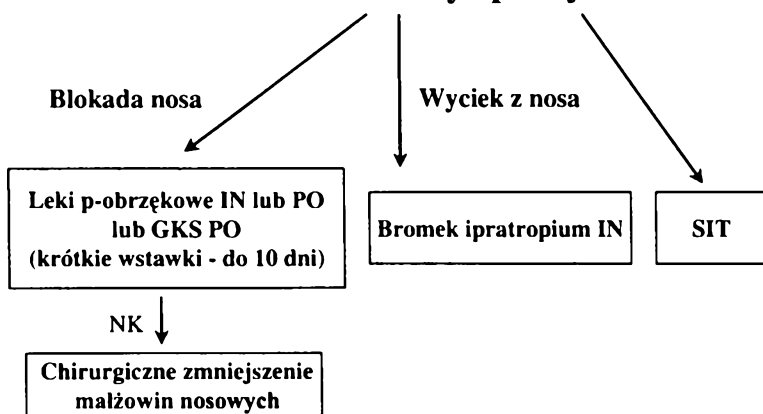 Blokada nosa
Wyciek z nosa
Leki p-obrzękowe IN lub PO
lub GKS PO
(krótkie wstawki - do 10 dni)
Bromek ipratropium IN
SIT
NK
Chirurgiczne zmniejszenie
małżowin nosowych